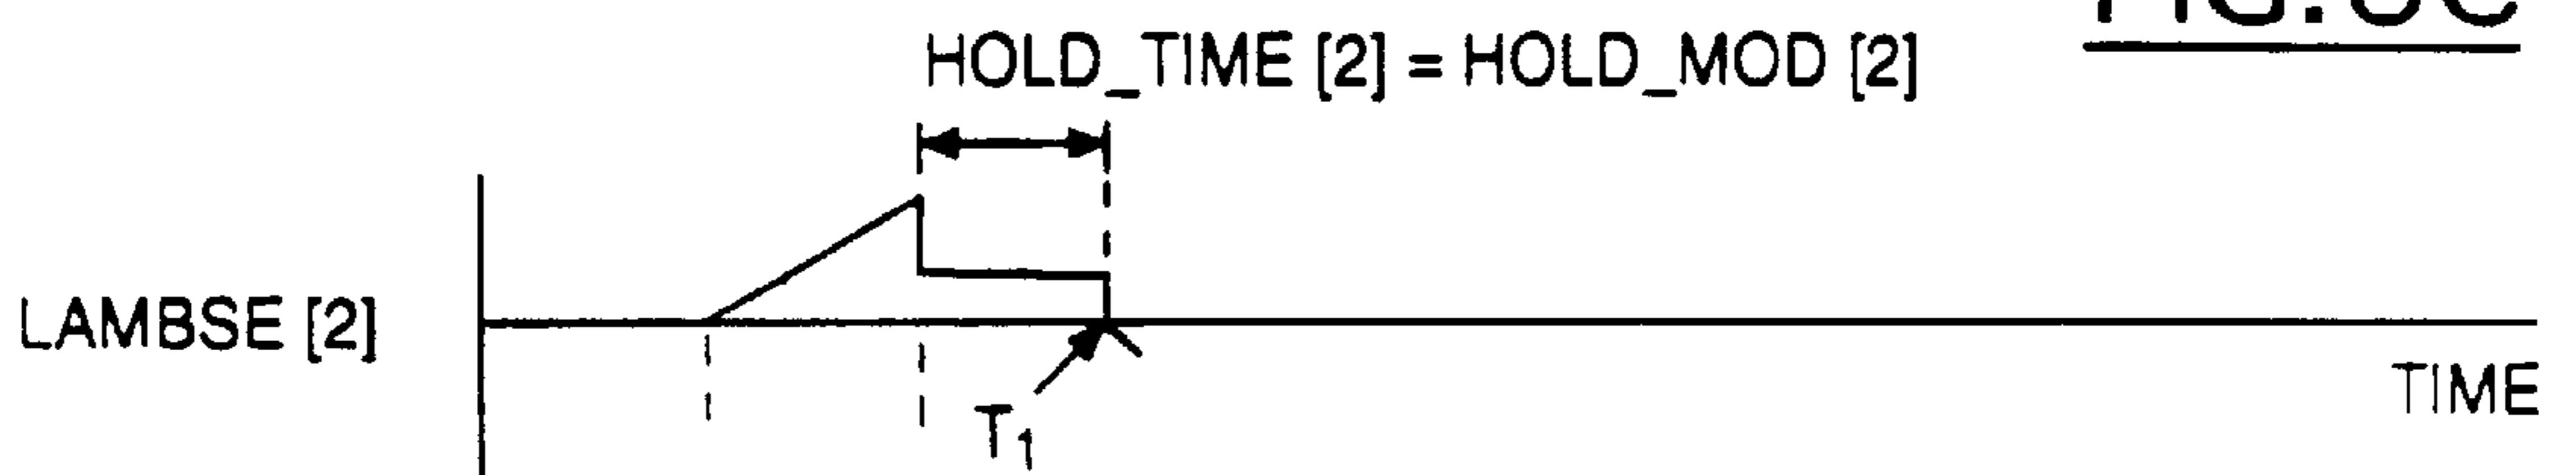 HOLD_TIME [2] = HOLD_MOD [2]
LAMBSE [2]
TIME
T1